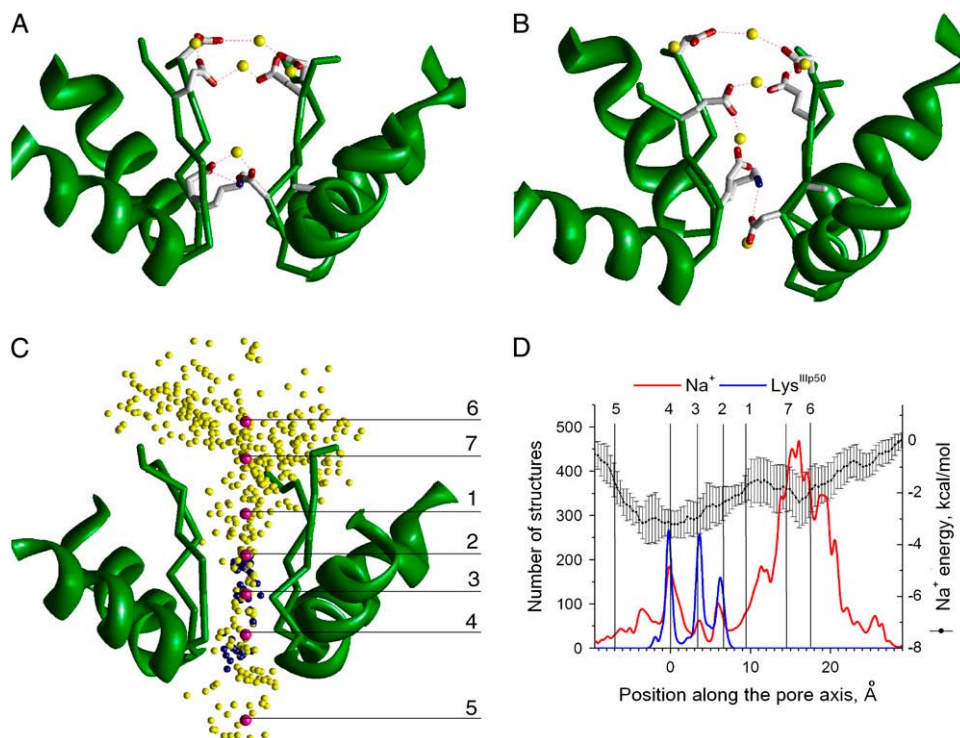 A
B
C
6
7
1
2
3
4
5
D
Na+ Lys^IIIp50
5 4 3 2 1 7 6
500
400
300
200
100
0
Number of structures
0
-2
-4
-6
-8
Na+ energy, kcal/mol
0 10 20
Position along the pore axis, Å